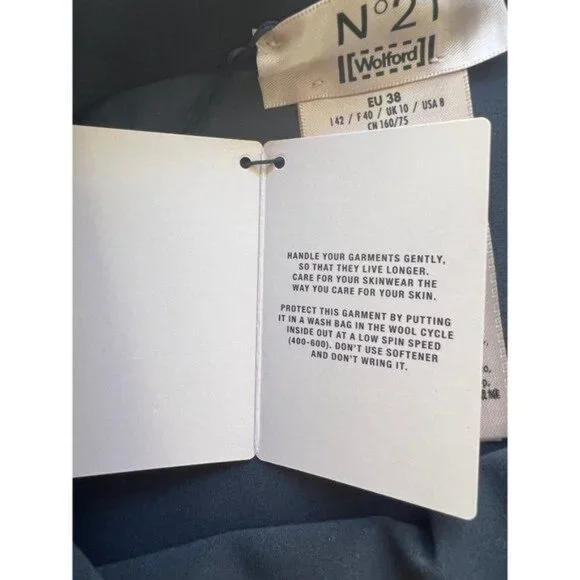 N°21
[Wolford]
EU 38
I 42 / F 40 / UK 10 / USA 8
CN 160/75
HANDLE YOUR GARMENTS GENTLY,
SO THAT THEY LIVE LONGER.
CARE FOR YOUR SKINWEAR THE
WAY YOU CARE FOR YOUR SKIN.
PROTECT THIS GARMENT BY PUTTING
IT IN A WASH BAG IN THE WOOL CYCLE
INSIDE OUT AT A LOW SPIN SPEED
(400-600). DON'T USE SOFTENER
AND DON'T WRING IT.